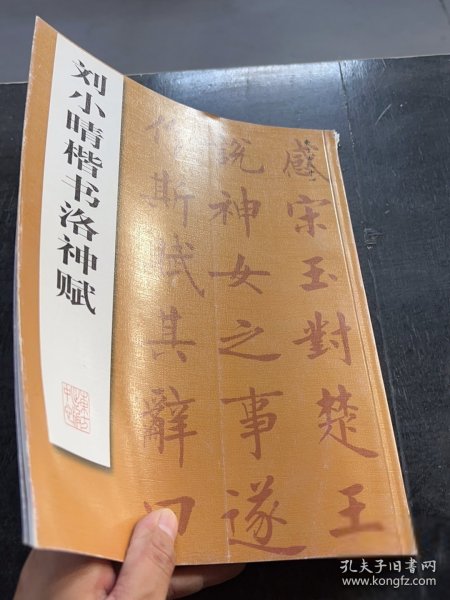 刘小晴楷书洛神赋
感宋玉對楚王
說神女之事遂
作斯賦其辭曰
孔夫子旧书网
www.kongfz.com